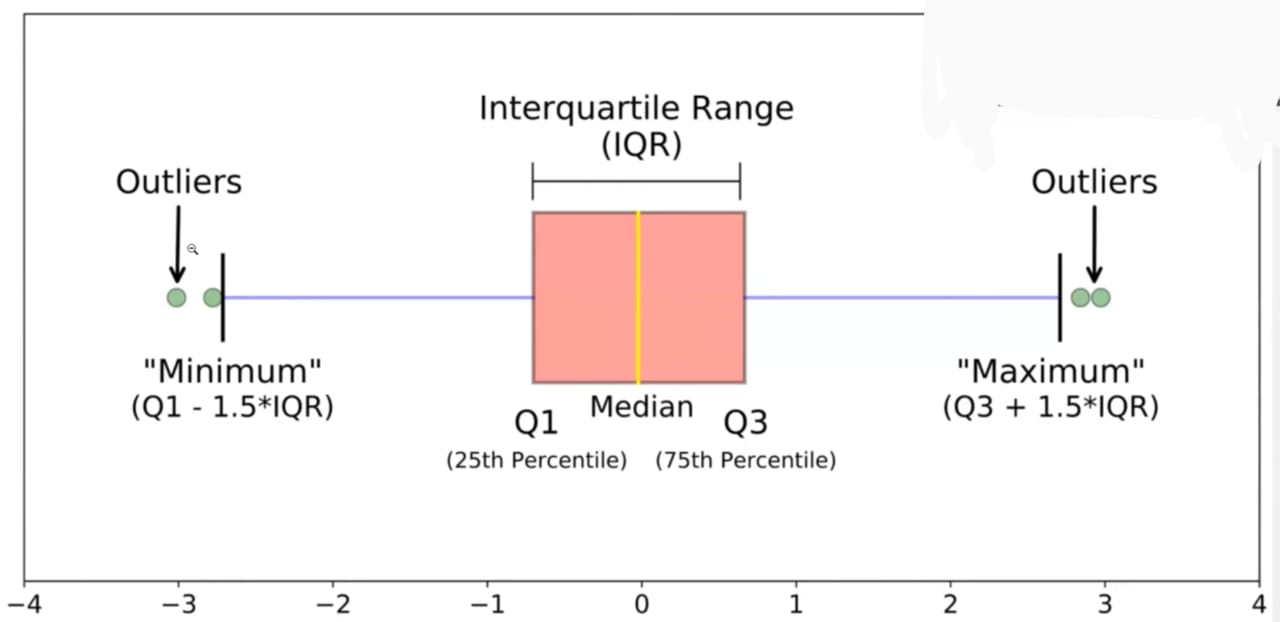 Interquartile Range
(IQR)
Outliers
Outliers
"Minimum"
(Q1 - 1.5*IQR)
"Maximum"
(Q3 + 1.5*IQR)
Q1
Median
Q3
(25th Percentile)
(75th Percentile)
−4 −3 −2 −1 0 1 2 3 4